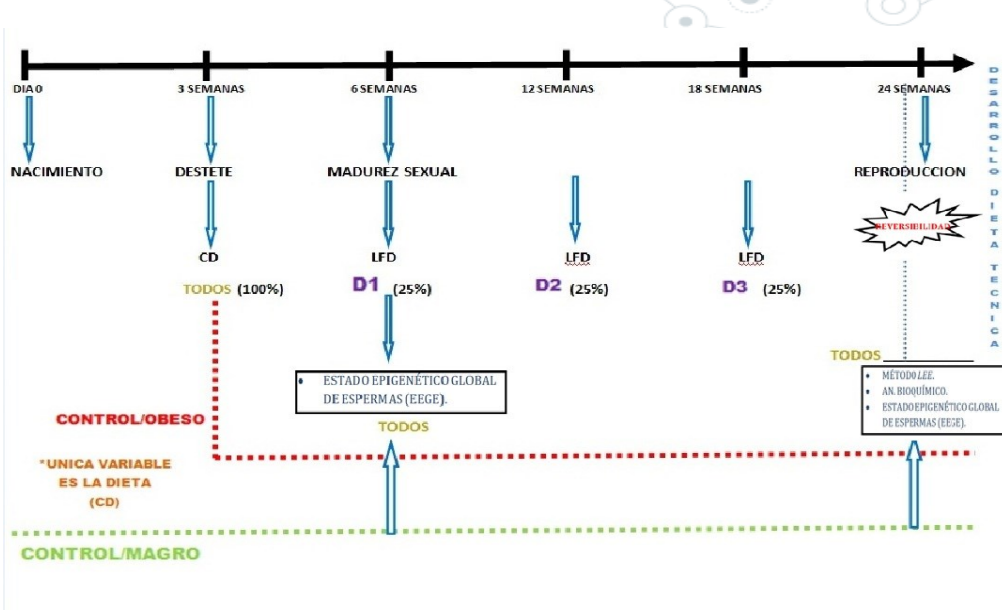 DIA 0
3 SEMANAS
6 SEMANAS
12 SEMANAS
18 SEMANAS
24 SEMANAS
NACIMIENTO
DESTETE
MADUREZ SEXUAL
REPRODUCCION
REVERSIBILIDAD
CD
LFD
LFD
LFD
TODOS (100%)
D1 (25%)
D2 (25%)
D3 (25%)
TODOS
• ESTADO EPIGENÉTICO GLOBAL
DE ESPERMAS (EEGE).
TODOS
• MÉTODO LEE.
• AN. BIOQUÍMICO.
• ESTADO EPIGENÉTICO GLOBAL
DE ESPERMAS (EEGE).
CONTROL/OBESO
*UNICA VARIABLE
ES LA DIETA
(CD)
CONTROL/MAGRO
DESARROLLO DIETA TECNICA